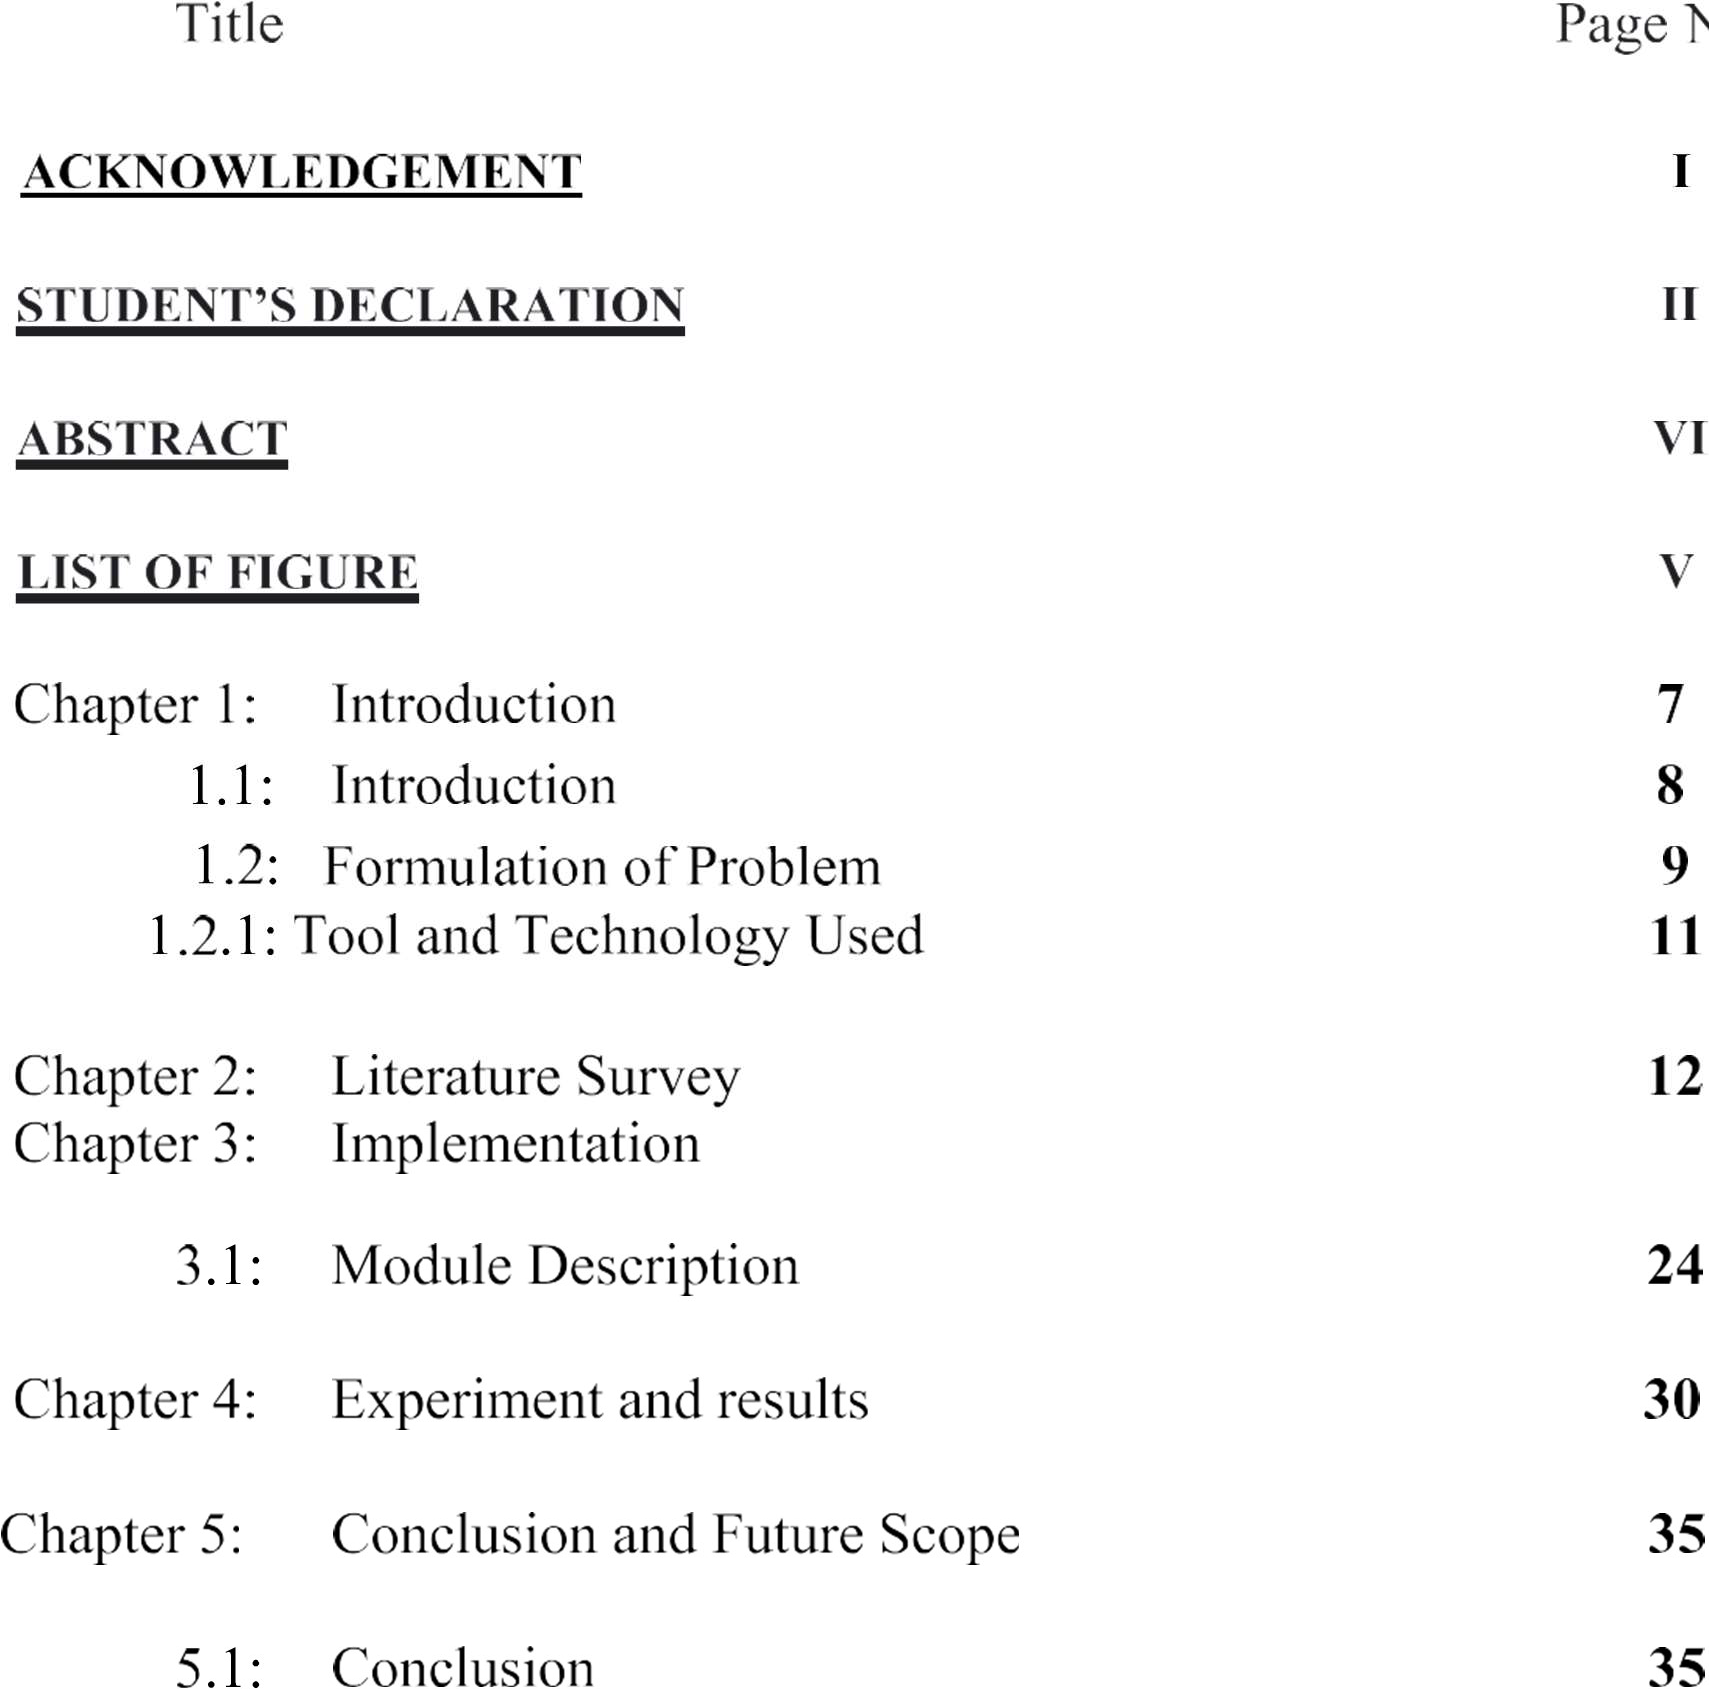 Title Page N
ACKNOWLEDGEMENT I
STUDENT’S DECLARATION II
ABSTRACT VI
LIST OF FIGURE V
Chapter 1: Introduction 7
1.1: Introduction 8
1.2: Formulation of Problem 9
1.2.1: Tool and Technology Used 11
Chapter 2: Literature Survey 12
Chapter 3: Implementation
3.1: Module Description 24
Chapter 4: Experiment and results 30
Chapter 5: Conclusion and Future Scope 35
5.1: Conclusion 35